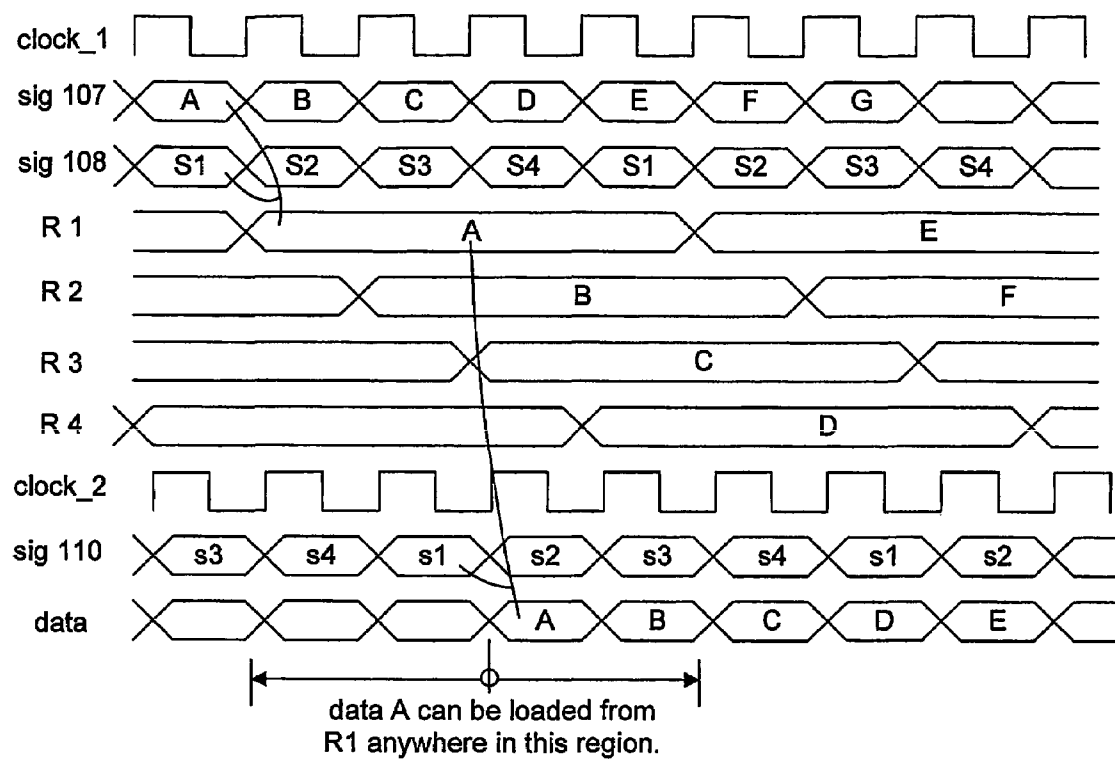 clock_1
sig 107 A B C D E F G
sig 108 S1 S2 S3 S4 S1 S2 S3 S4
R 1 A E
R 2 B F
R 3 C
R 4 D
clock_2
sig 110 s3 s4 s1 s2 s3 s4 s1 s2
data A B C D E
data A can be loaded from
R1 anywhere in this region.